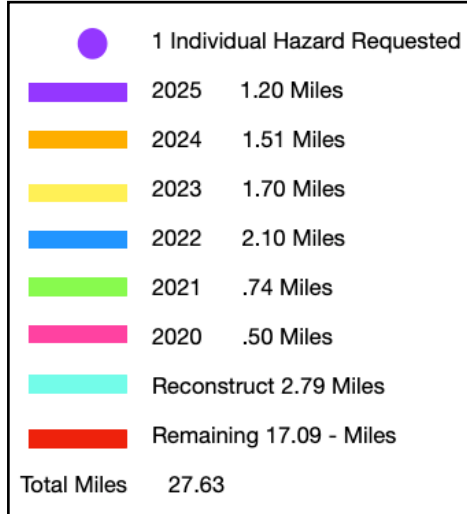 1 Individual Hazard Requested
2025 1.20 Miles
2024 1.51 Miles
2023 1.70 Miles
2022 2.10 Miles
2021 .74 Miles
2020 .50 Miles
Reconstruct 2.79 Miles
Remaining 17.09 - Miles
Total Miles 27.63